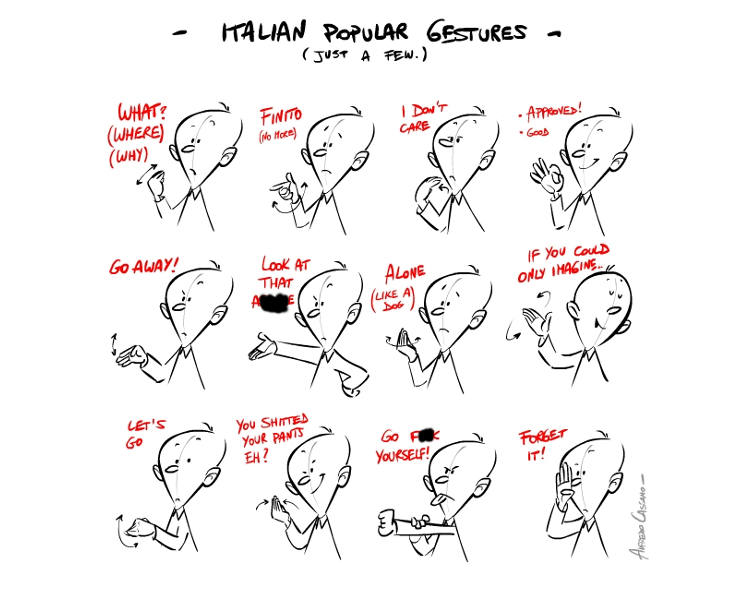 - ITALIAN POPULAR GESTURES -
(JUST A FEW.)
WHAT?
(WHERE)
(WHY)
FINITO
(NO MORE)
I DON'T
CARE
• APPROVED!
• GOOD
GO AWAY!
LOOK AT
THAT
ALONE
(LIKE A
DOG)
IF YOU COULD
ONLY IMAGINE..
LET'S
GO
YOU SHITTED
YOUR PANTS
EH?
GO
YOURSELF!
FORGET
IT!
ALFREDO CASSANO -